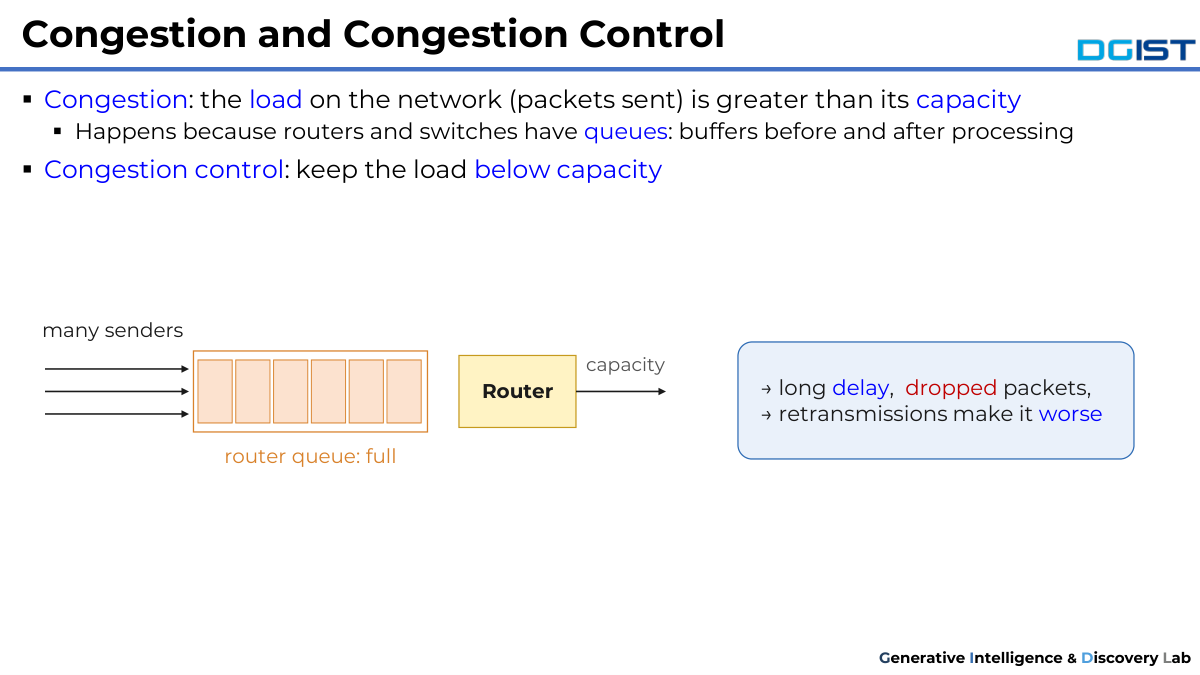 Congestion and Congestion Control
DGIST
▪ Congestion: the load on the network (packets sent) is greater than its capacity
▪ Happens because routers and switches have queues: buffers before and after processing
▪ Congestion control: keep the load below capacity
many senders
capacity
Router
router queue: full
→ long delay, dropped packets,
→ retransmissions make it worse
Generative Intelligence & Discovery Lab